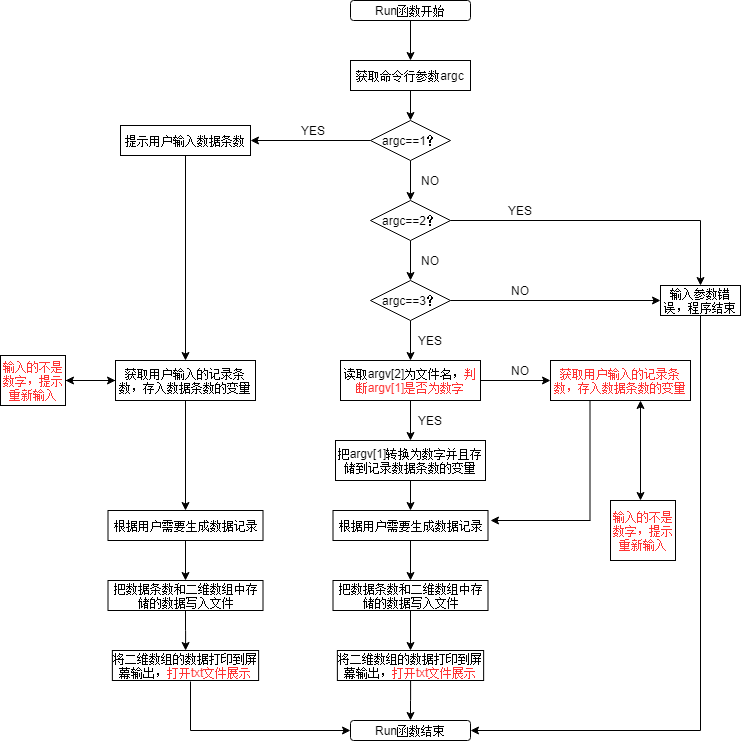 Run函数开始
获取命令行参数argc
argc==1?
YES
提示用户输入数据条数
NO
argc==2?
YES
NO
argc==3?
NO
输入参数错
误，程序结束
YES
输入的不是
数字，提示
重新输入
获取用户输入的记录条
数，存入数据条数的变量
读取argv[2]为文件名，判
断argv[1]是否为数字
NO
获取用户输入的记录条
数，存入数据条数的变量
YES
把argv[1]转换为数字并且存
储到记录数据条数的变量
输入的不是
数字，提示
重新输入
根据用户需要生成数据记录
根据用户需要生成数据记录
把数据条数和二维数组中存
储的数据写入文件
把数据条数和二维数组中存
储的数据写入文件
将二维数组的数据打印到屏
幕输出，打开txt文件展示
将二维数组的数据打印到屏
幕输出，打开txt文件展示
Run函数结束